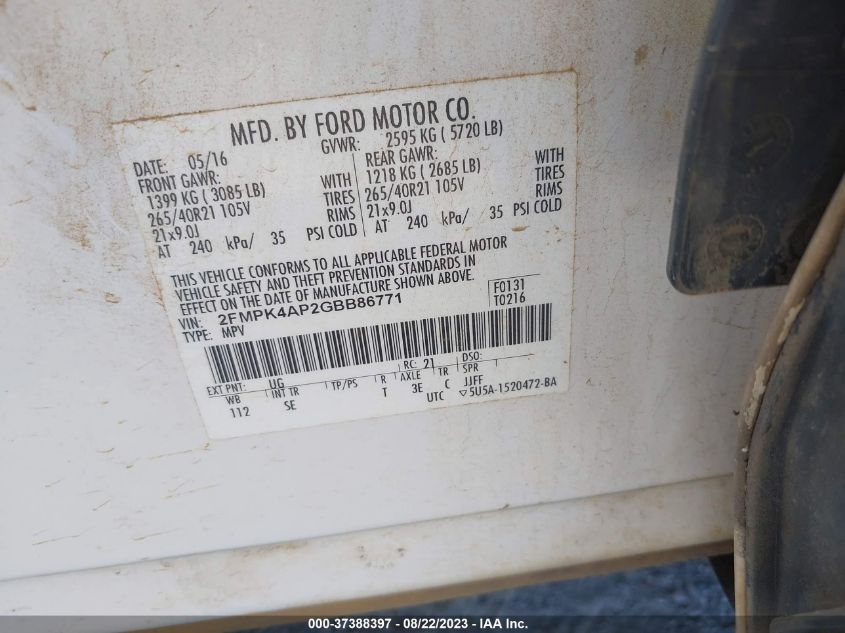 MFD. BY FORD MOTOR CO.
DATE: 05/16 GVWR: 2595 KG ( 5720 LB)
FRONT GAWR: REAR GAWR:
1399 KG ( 3085 LB) WITH 1218 KG ( 2685 LB) WITH
265/40R21 105V TIRES 265/40R21 105V TIRES
21x9.0J RIMS 21x9.0J RIMS
AT 240 kPa/ 35 PSI COLD AT 240 kPa/ 35 PSI COLD
THIS VEHICLE CONFORMS TO ALL APPLICABLE FEDERAL MOTOR
VEHICLE SAFETY AND THEFT PREVENTION STANDARDS IN
EFFECT ON THE DATE OF MANUFACTURE SHOWN ABOVE.
VIN: 2FMPK4AP2GBB86771 F0131
TYPE: MPV T0216
EXT PNT: UG RC: 21 DSO:
WB INT TR TP/PS R AXLE TR SPR
112 SE T 3E C JJFF
UTC ▽5U5A-1520472-BA
000-37388397 - 08/22/2023 - IAA Inc.